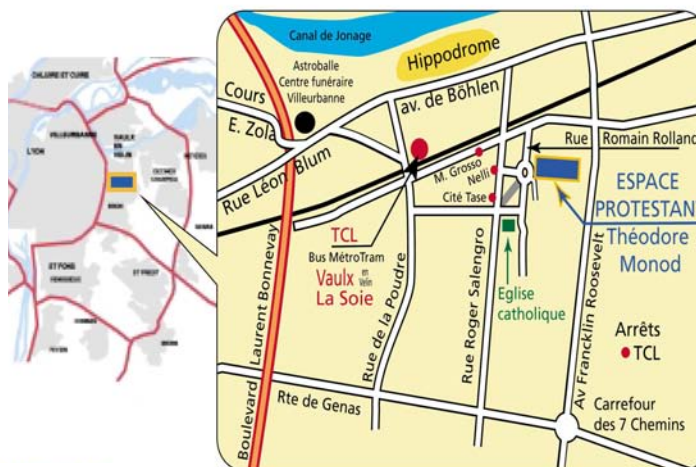 CALUIRE ET CUIRE
VILLEURBANNE
VAULX
EN
VELIN
LYON
BRON
ST FONS
ST PRIEST
FEYZIN
Canal de Jonage
Hippodrome
Astroballe
Centre funéraire
Villeurbanne
Cours
E. Zola
av. de Böhlen
Rue Léon Blum
Rue Romain Rolland
M. Grosso
Nelli
Cité Tase
ESPACE
PROTESTANT
Théodore
Monod
TCL
Bus MétroTram
Vaulx en Velin
La Soie
Eglise
catholique
Boulevard Laurent Bonnevay
Rue de la Poudre
Rue Roger Salengro
Av Francklin Roosevelt
Arrêts
TCL
Rte de Genas
Carrefour
des 7 Chemins